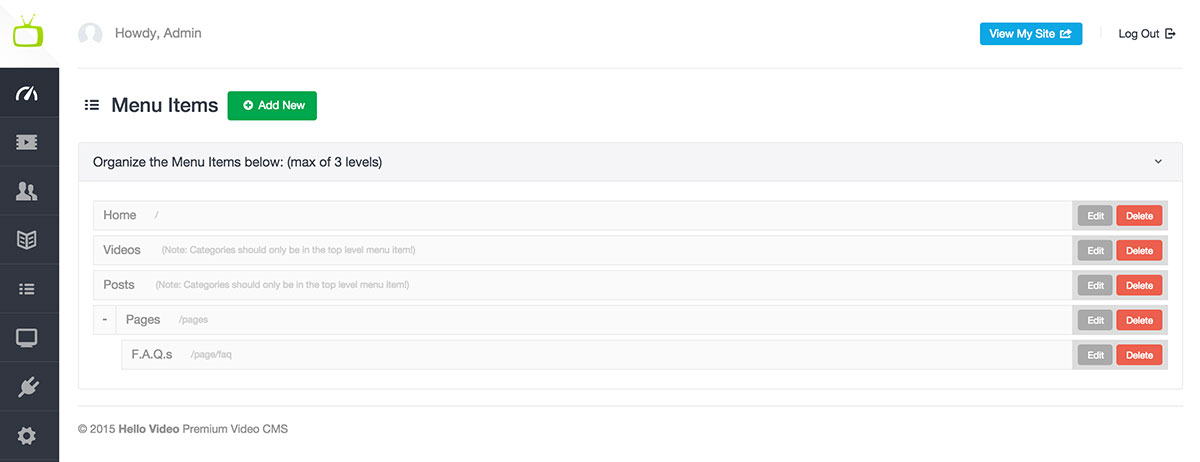 Howdy, Admin
View My Site
Log Out
Menu Items
Add New
Organize the Menu Items below: (max of 3 levels)
Home /
Edit Delete
Videos (Note: Categories should only be in the top level menu item!)
Edit Delete
Posts (Note: Categories should only be in the top level menu item!)
Edit Delete
- Pages /pages
Edit Delete
F.A.Q.s /page/faq
Edit Delete
© 2015 Hello Video Premium Video CMS